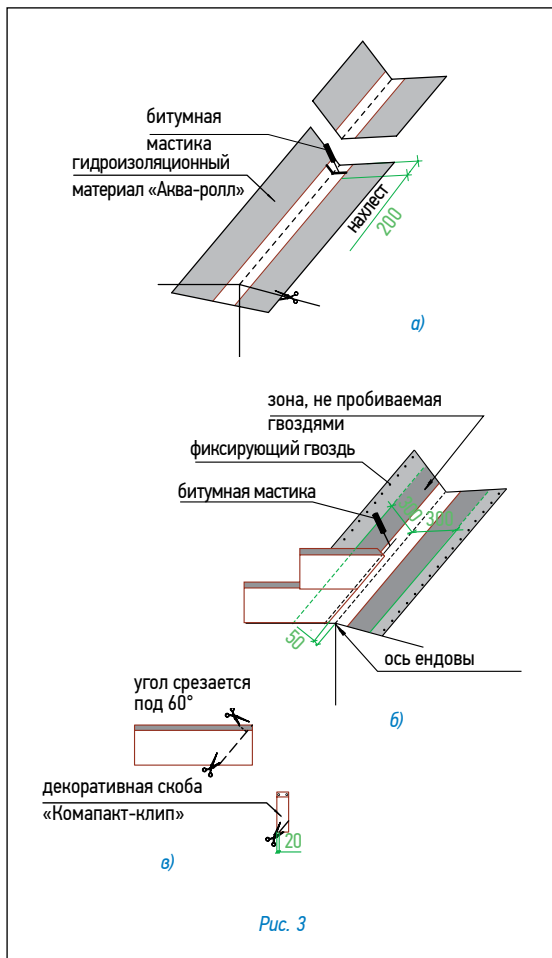 битумная
мастика
гидроизоляционный
материал «Аква-ролл»
нахлест
200
а)
зона, не пробиваемая
гвоздями
фиксирующий гвоздь
битумная мастика
300
50
ось ендовы
б)
угол срезается
под 60°
декоративная скоба
«Комапакт-клип»
20
в)
Рис. 3